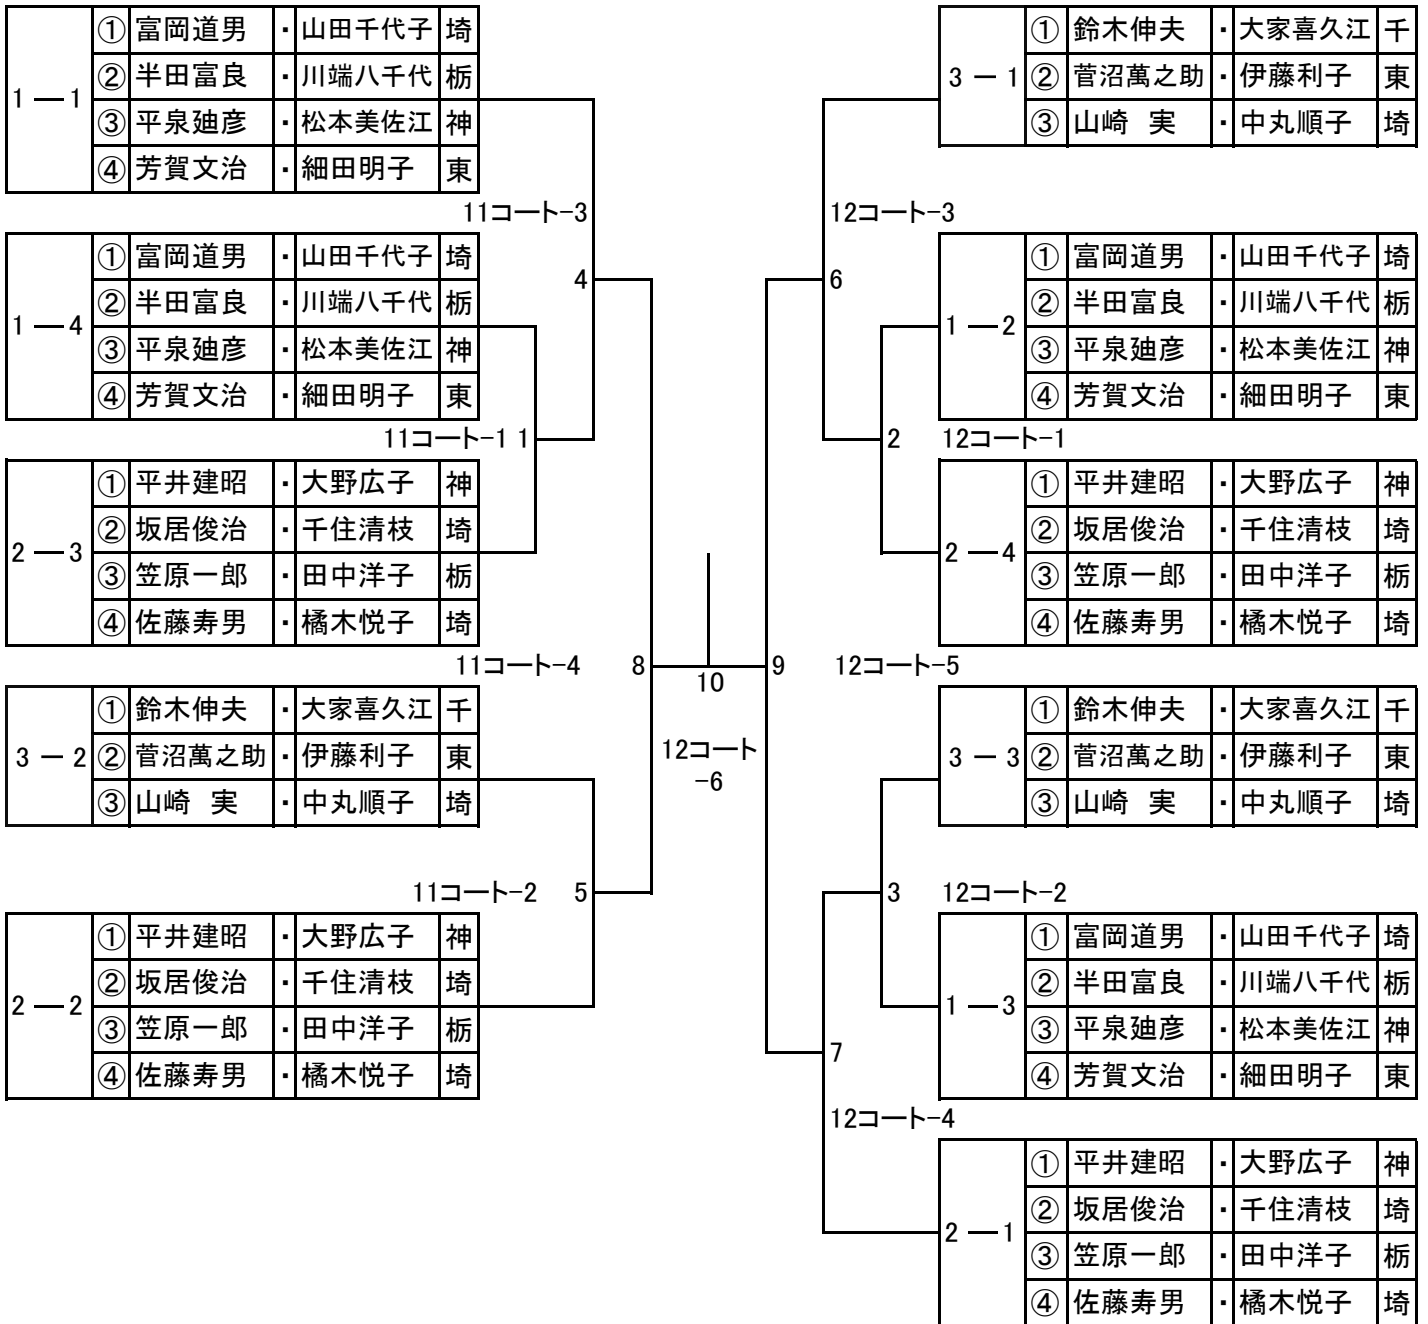 ① 富岡道男 ・ 山田千代子 埼
② 半田富良 ・ 川端八千代 栃
1 ― 1
③ 平泉廸彦 ・ 松本美佐江 神
④ 芳賀文治 ・ 細田明子 東
11コート-3
4
① 富岡道男 ・ 山田千代子 埼
② 半田富良 ・ 川端八千代 栃
1 ― 4
③ 平泉廸彦 ・ 松本美佐江 神
④ 芳賀文治 ・ 細田明子 東
11コート-1 1
① 平井建昭 ・ 大野広子 神
② 坂居俊治 ・ 千住清枝 埼
2 ― 3
③ 笠原一郎 ・ 田中洋子 栃
④ 佐藤寿男 ・ 橘木悦子 埼
11コート-4 8
① 鈴木伸夫 ・ 大家喜久江 千
3 ― 2 ② 菅沼萬之助 ・ 伊藤利子 東
③ 山崎 実 ・ 中丸順子 埼
11コート-2 5
① 平井建昭 ・ 大野広子 神
② 坂居俊治 ・ 千住清枝 埼
2 ― 2
③ 笠原一郎 ・ 田中洋子 栃
④ 佐藤寿男 ・ 橘木悦子 埼
10
12コート
-6
① 鈴木伸夫 ・ 大家喜久江 千
3 ― 1 ② 菅沼萬之助 ・ 伊藤利子 東
③ 山崎 実 ・ 中丸順子 埼
12コート-3
6
① 富岡道男 ・ 山田千代子 埼
② 半田富良 ・ 川端八千代 栃
1 ― 2
③ 平泉廸彦 ・ 松本美佐江 神
④ 芳賀文治 ・ 細田明子 東
2 12コート-1
① 平井建昭 ・ 大野広子 神
② 坂居俊治 ・ 千住清枝 埼
2 ― 4
③ 笠原一郎 ・ 田中洋子 栃
④ 佐藤寿男 ・ 橘木悦子 埼
9 12コート-5
① 鈴木伸夫 ・ 大家喜久江 千
3 ― 3 ② 菅沼萬之助 ・ 伊藤利子 東
③ 山崎 実 ・ 中丸順子 埼
3 12コート-2
① 富岡道男 ・ 山田千代子 埼
② 半田富良 ・ 川端八千代 栃
1 ― 3
③ 平泉廸彦 ・ 松本美佐江 神
④ 芳賀文治 ・ 細田明子 東
7
12コート-4
① 平井建昭 ・ 大野広子 神
② 坂居俊治 ・ 千住清枝 埼
2 ― 1
③ 笠原一郎 ・ 田中洋子 栃
④ 佐藤寿男 ・ 橘木悦子 埼